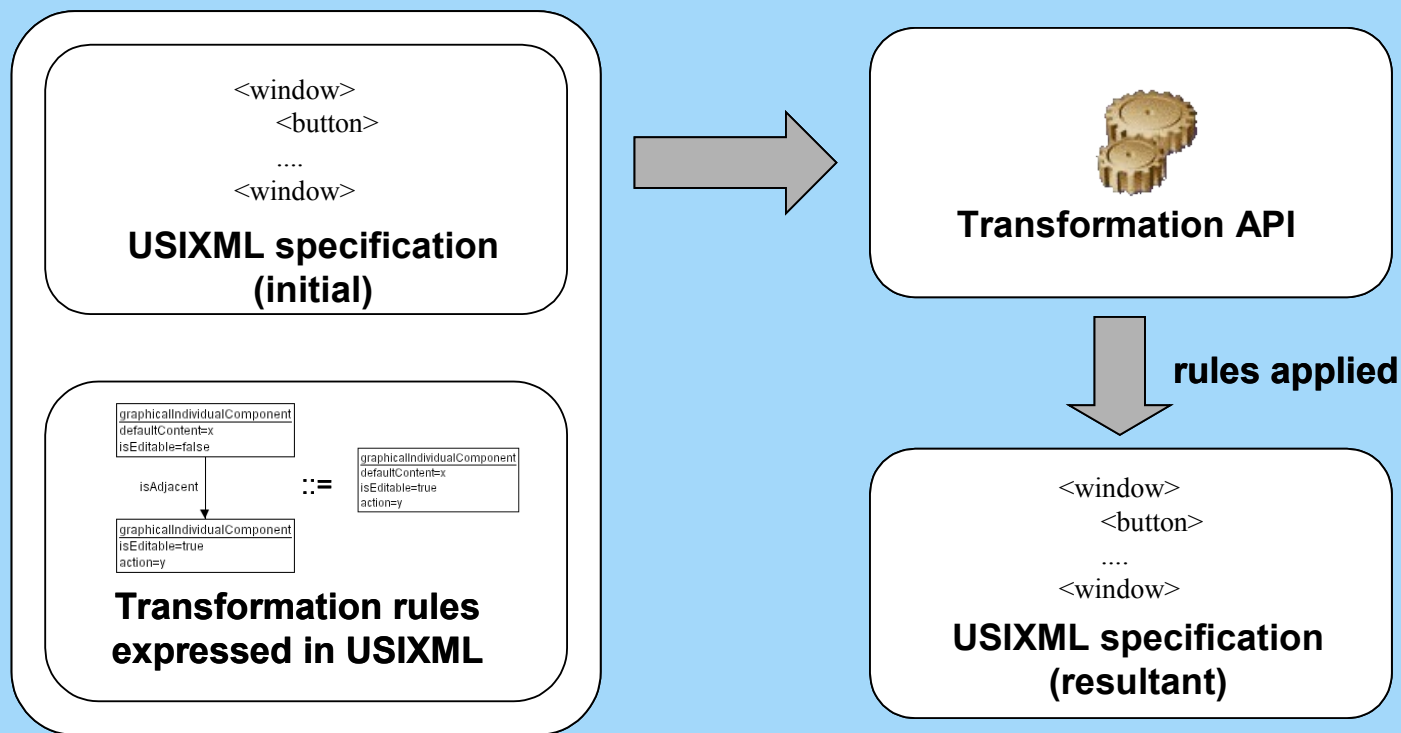 <window>
<button>
....
<window>
USIXML specification
(initial)
graphicalIndividualComponent
defaultContent=x
isEditable=false
isAdjacent
graphicalIndividualComponent
isEditable=true
action=y
::=
graphicalIndividualComponent
defaultContent=x
isEditable=true
action=y
Transformation rules
expressed in USIXML
Transformation API
rules applied
<window>
<button>
....
<window>
USIXML specification
(resultant)